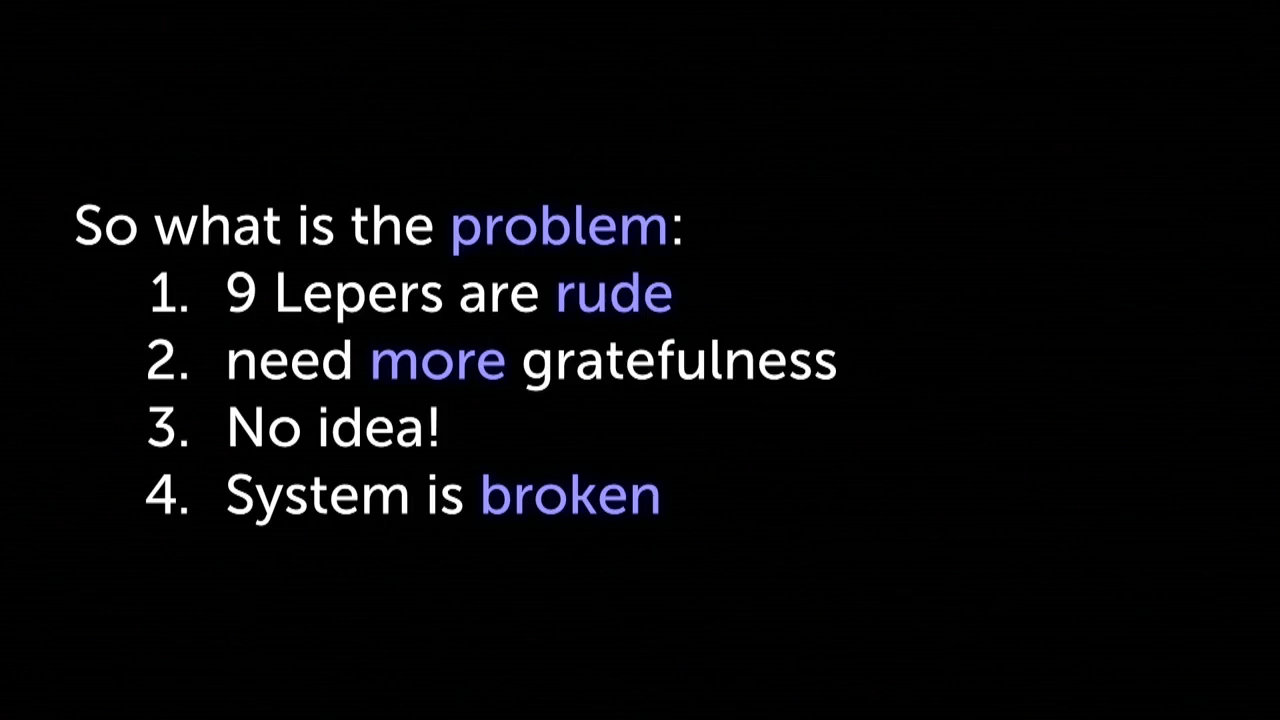 So what is the problem:
1. 9 Lepers are rude
2. need more gratefulness
3. No idea!
4. System is broken